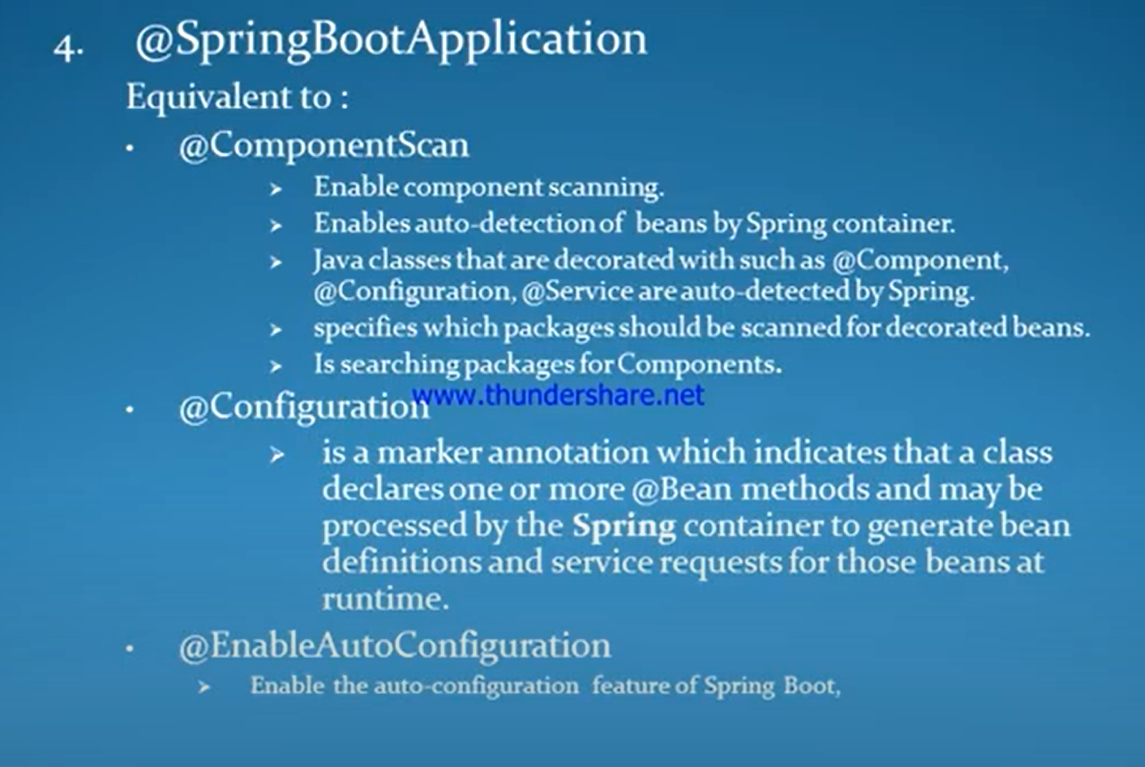 4. @SpringBootApplication
Equivalent to :
• @ComponentScan
➤ Enable component scanning.
➤ Enables auto-detection of beans by Spring container.
➤ Java classes that are decorated with such as @Component,
@Configuration, @Service are auto-detected by Spring.
➤ specifies which packages should be scanned for decorated beans.
➤ Is searching packages for Components.
• @Configuration
www.thundershare.net
➤ is a marker annotation which indicates that a class
declares one or more @Bean methods and may be
processed by the Spring container to generate bean
definitions and service requests for those beans at
runtime.
• @EnableAutoConfiguration
➤ Enable the auto-configuration feature of Spring Boot,